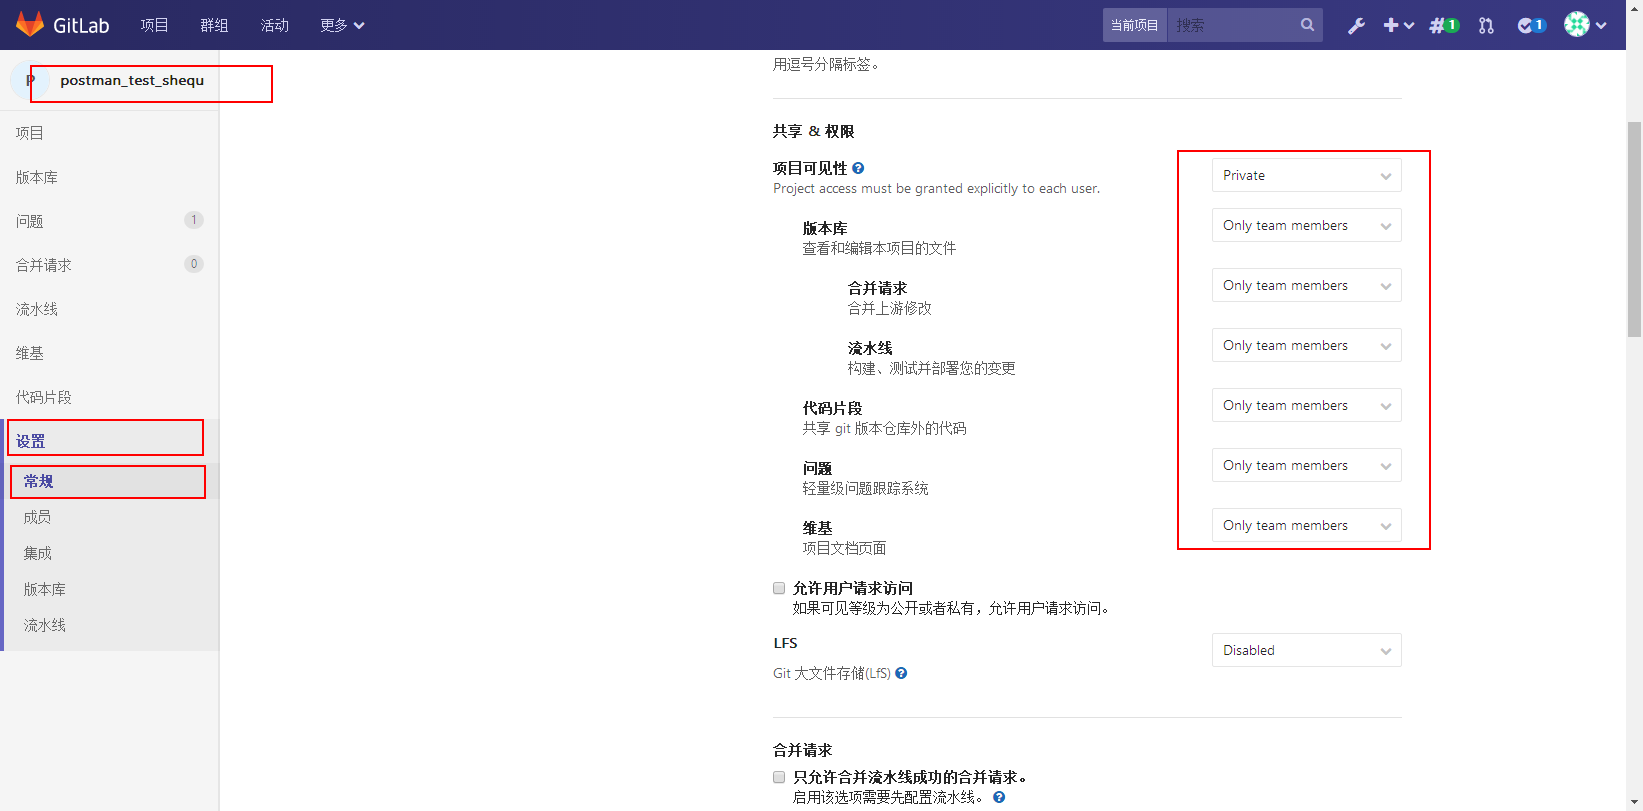 GitLab 项目 群组 活动 更多 当前项目 搜索 1 1
P postman_test_shequ
项目
版本库
问题 1
合并请求 0
流水线
维基
代码片段
设置
常规
成员
集成
版本库
流水线
用逗号分隔标签。
共享 & 权限
项目可见性 Private
Project access must be granted explicitly to each user.
版本库 Only team members
查看和编辑本项目的文件
合并请求 Only team members
合并上游修改
流水线 Only team members
构建、测试并部署您的变更
代码片段 Only team members
共享 git 版本仓库外的代码
问题 Only team members
轻量级问题跟踪系统
维基 Only team members
项目文档页面
允许用户请求访问
如果可见等级为公开或者私有，允许用户请求访问。
LFS Disabled
Git 大文件存储(LfS)
合并请求
只允许合并流水线成功的合并请求。
启用该选项需要先配置流水线。